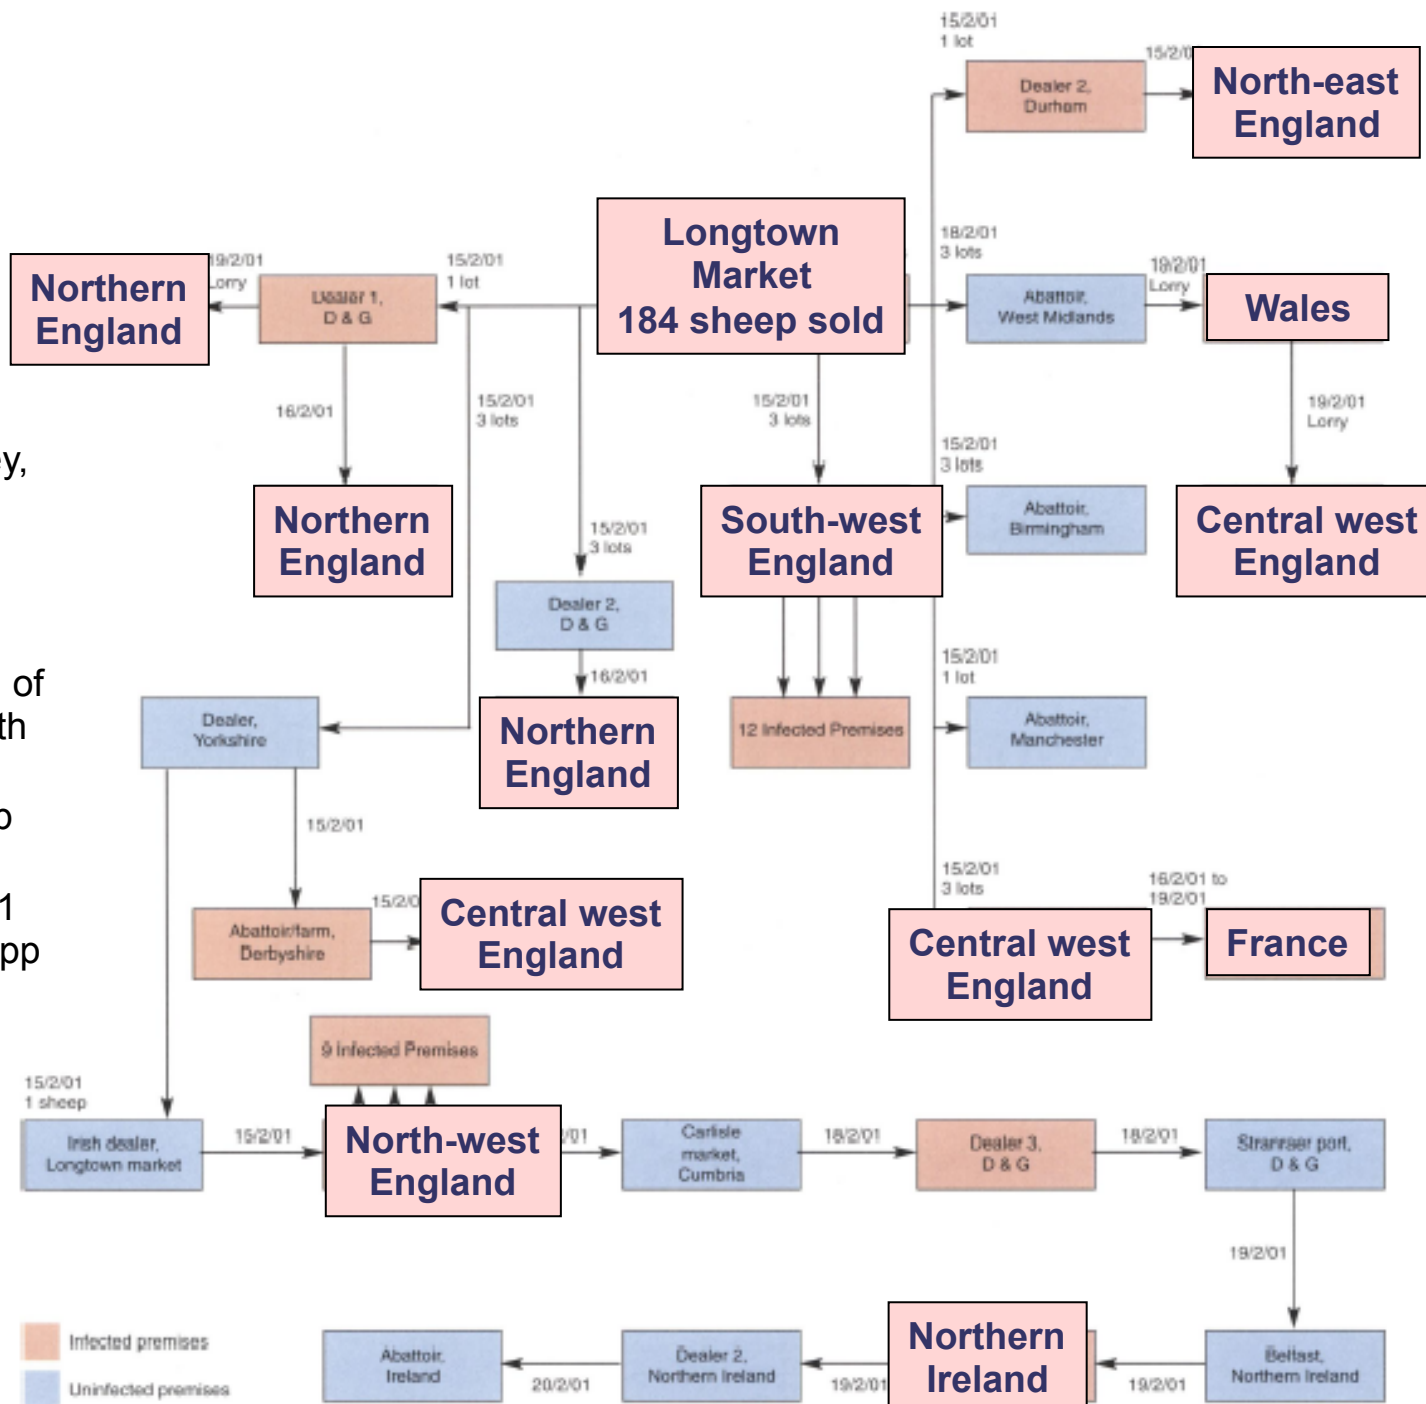 15/2/01
1 lot
Dealer 2,
Durham
North-east
England
Longtown
Market
184 sheep sold
18/2/01
3 lots
Abattoir,
West Midlands
19/2/01
Lorry
Wales
19/2/01
Lorry
Central west
England
Northern
England
19/2/01
Lorry
Dealer 1,
D & G
15/2/01
1 lot
16/2/01
Northern
England
15/2/01
3 lots
15/2/01
3 lots
Dealer 2,
D & G
16/2/01
Northern
England
15/2/01
3 lots
South-west
England
12 Infected Premises
15/2/01
3 lots
Abattoir,
Birmingham
15/2/01
1 lot
Abattoir,
Manchester
15/2/01
3 lots
Central west
England
16/2/01 to
19/2/01
France
of
Dealer,
Yorkshire
15/2/01
Abattoir/farm,
Derbyshire
Central west
England
9 Infected Premises
15/2/01
1 sheep
Irish dealer,
Longtown market
15/2/01
North-west
England
Carlisle
market,
Cumbria
18/2/01
Dealer 3,
D & G
18/2/01
Stranraer port,
D & G
19/2/01
Belfast,
Northern Ireland
19/2/01
Northern
Ireland
19/2/01
Dealer 2,
Northern Ireland
20/2/01
Abattoir,
Ireland
Infected premises
Uninfected premises